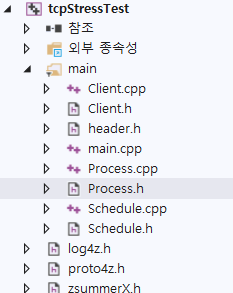 tcpStressTest
참조
외부 종속성
main
Client.cpp
Client.h
header.h
main.cpp
Process.cpp
Process.h
Schedule.cpp
Schedule.h
log4z.h
proto4z.h
zsummerX.h